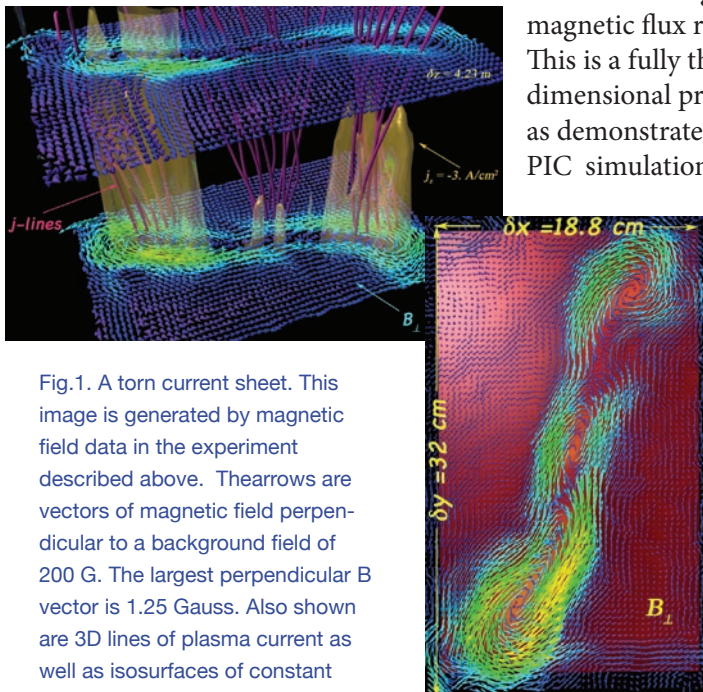 magnetic flux r
This is a fully th
dimensional pr
as demonstrate
PIC simulation
δz = 4.23 m
j_z = -3. A/cm²
j-lines
B⊥
δx =18.8 cm
δy =32 cm
B⊥
Fig.1. A torn current sheet. This
image is generated by magnetic
field data in the experiment
described above. Thearrows are
vectors of magnetic field perpen-
dicular to a background field of
200 G. The largest perpendicular B
vector is 1.25 Gauss. Also shown
are 3D lines of plasma current as
well as isosurfaces of constant